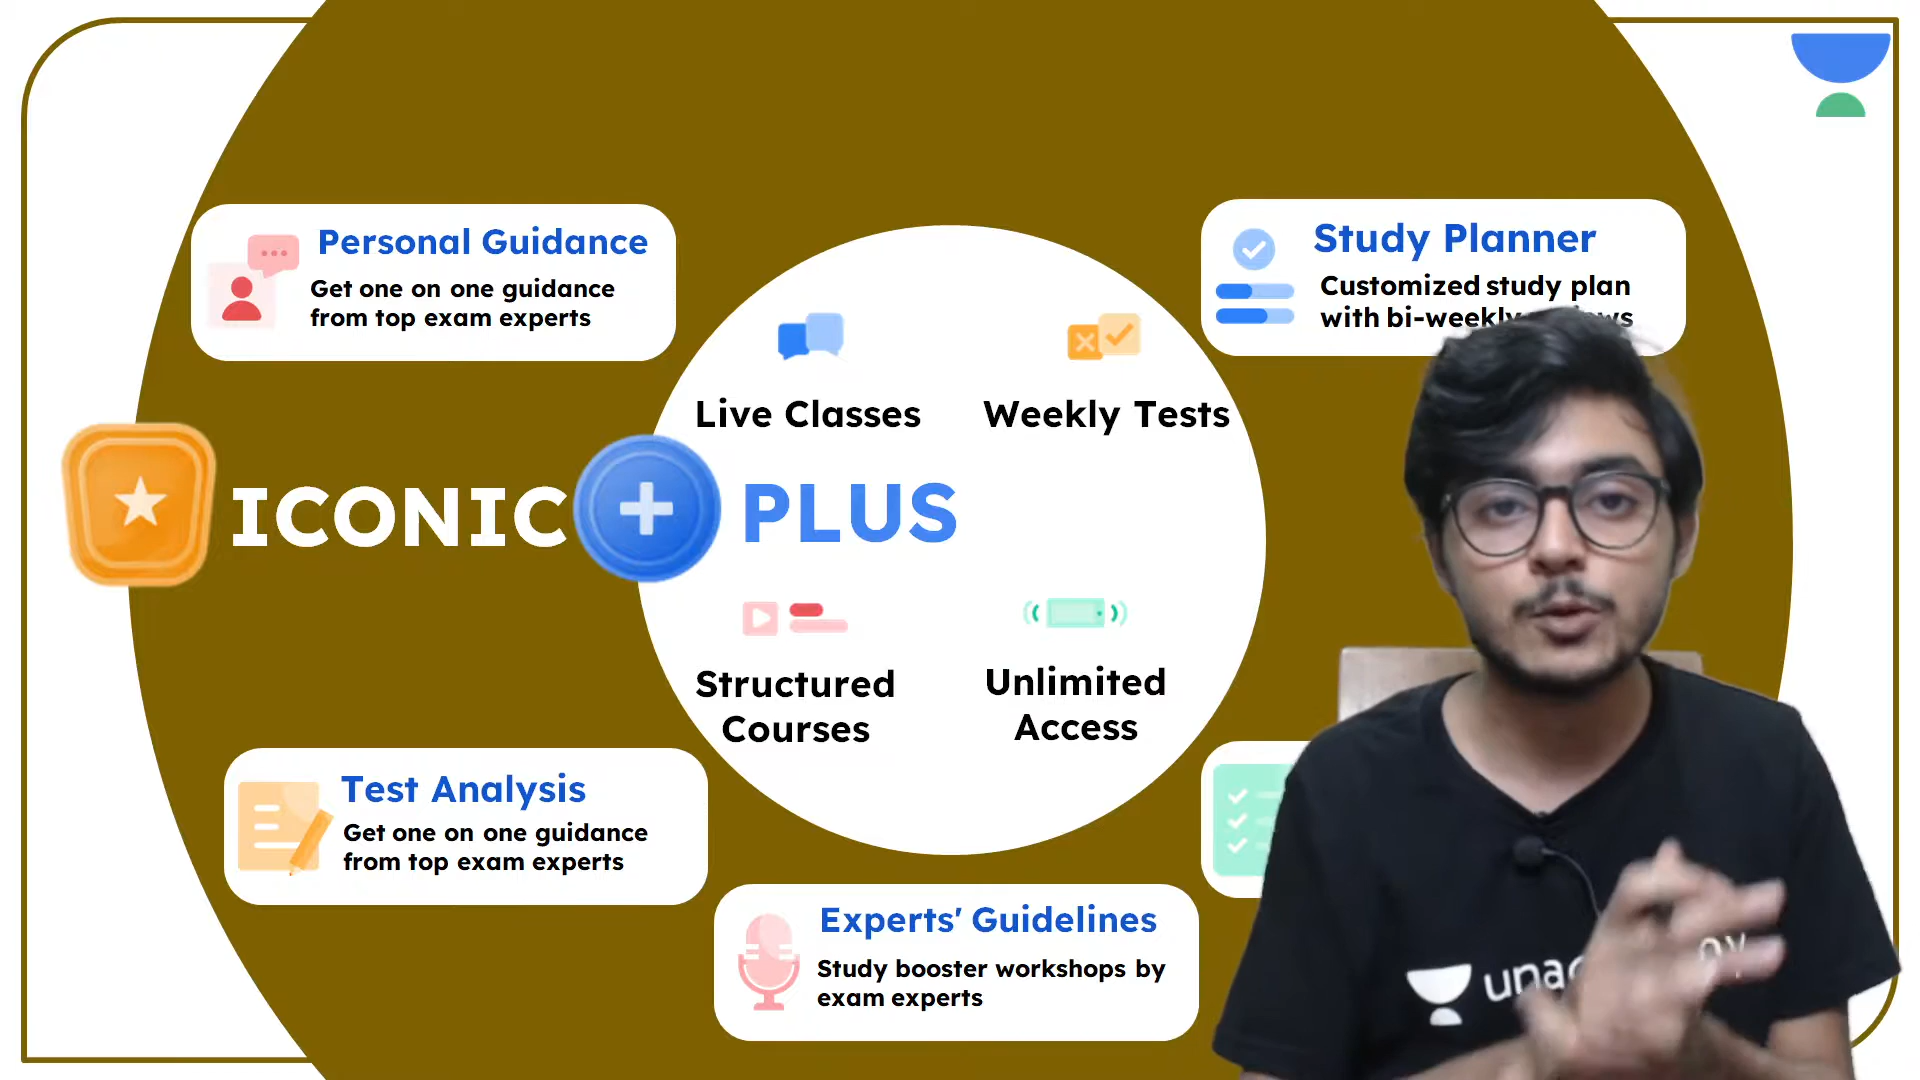 Personal Guidance
Get one on one guidance
from top exam experts
Study Planner
Customized study plan
with bi-weekly
Live Classes
Weekly Tests
ICONIC
PLUS
Structured
Courses
Unlimited
Access
Test Analysis
Get one on one guidance
from top exam experts
Experts' Guidelines
Study booster workshops by
exam experts